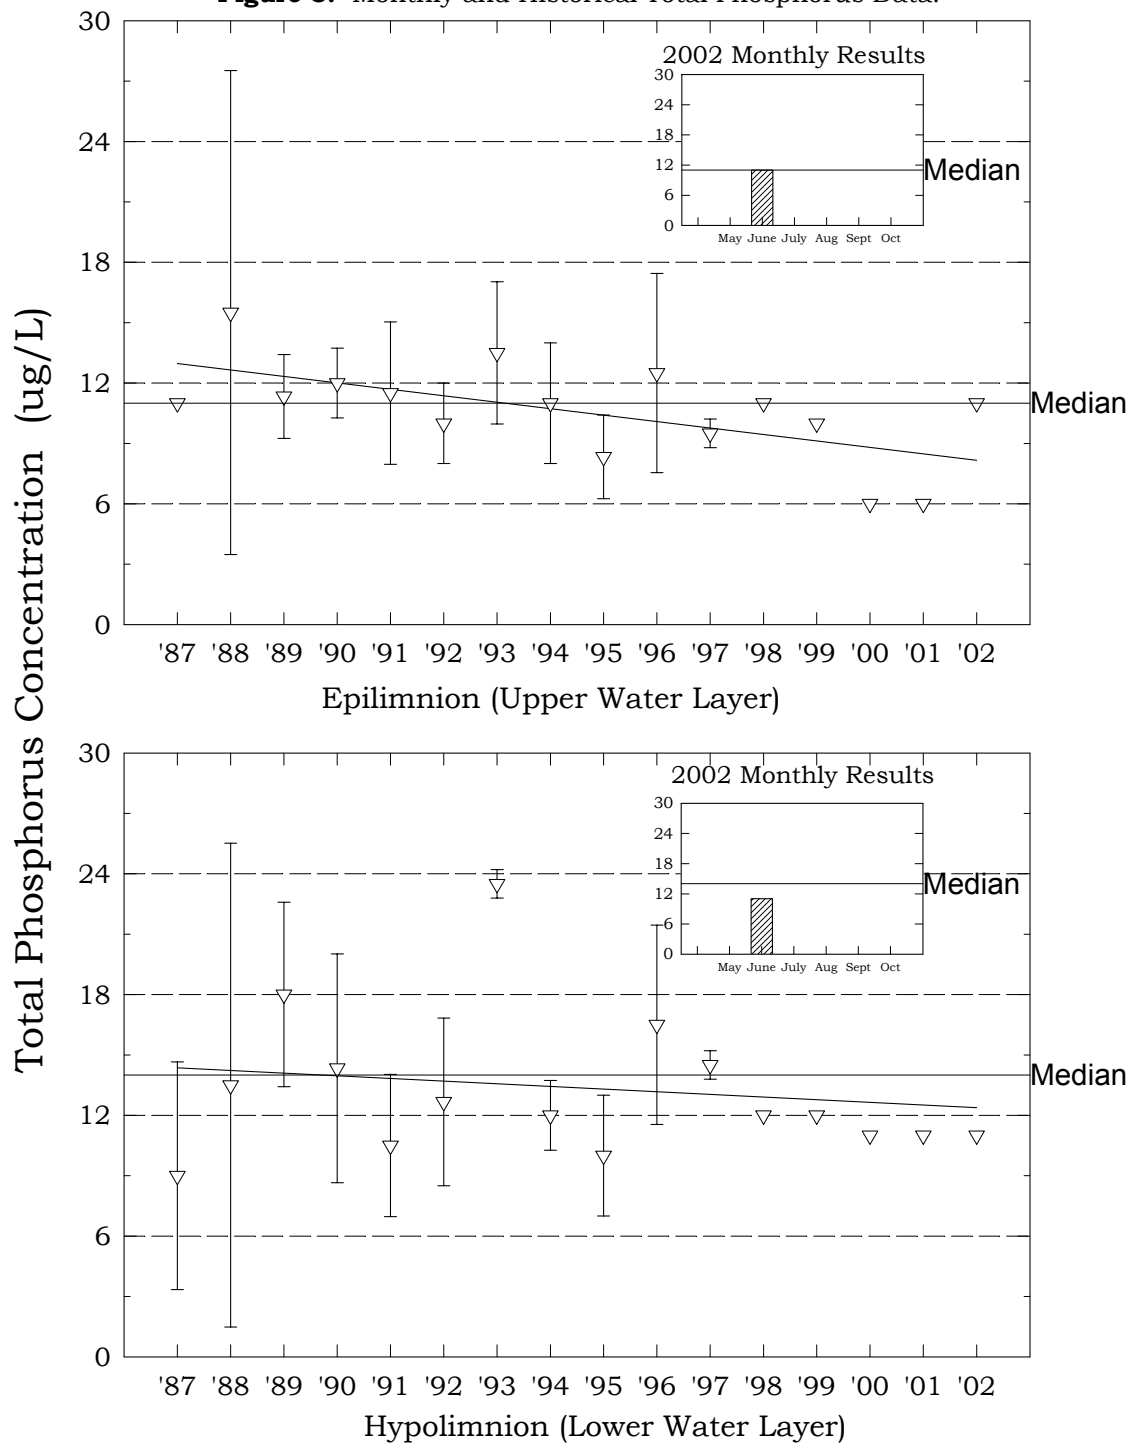 Figure 3. Monthly and Historical Total Phosphorus Data.
Total Phosphorus Concentration (ug/L)
30
24
18
12
6
0
2002 Monthly Results
30
24
18
12
6
0
May June July Aug Sept Oct
Median
Median
'87 '88 '89 '90 '91 '92 '93 '94 '95 '96 '97 '98 '99 '00 '01 '02
Epilimnion (Upper Water Layer)
30
24
18
12
6
0
2002 Monthly Results
30
24
18
12
6
0
May June July Aug Sept Oct
Median
Median
'87 '88 '89 '90 '91 '92 '93 '94 '95 '96 '97 '98 '99 '00 '01 '02
Hypolimnion (Lower Water Layer)